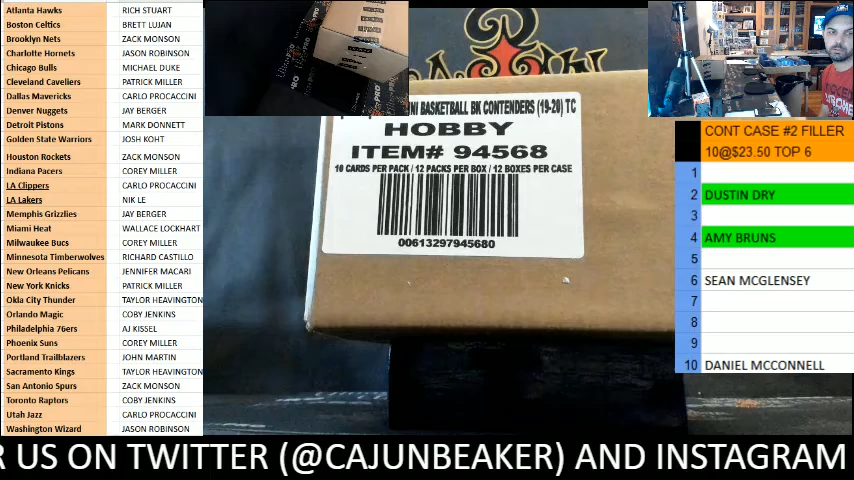 Atlanta Hawks RICH STUART
Boston Celtics BRETT LUJAN
Brooklyn Nets ZACK MONSON
Charlotte Hornets JASON ROBINSON
Chicago Bulls MICHAEL DUKE
Cleveland Cavaliers PATRICK MILLER
Dallas Mavericks CARLO PROCACCINI
Denver Nuggets JAY BERGER
Detroit Pistons MARK DONNETT
Golden State Warriors JOSH KOHT
Houston Rockets ZACK MONSON
Indiana Pacers COREY MILLER
LA Clippers CARLO PROCACCINI
LA Lakers NIK LE
Memphis Grizzlies JAY BERGER
Miami Heat WALLACE LOCKHART
Milwaukee Bucs COREY MILLER
Minnesota Timberwolves RICHARD CASTILLO
New Orleans Pelicans JENNIFER MACARI
New York Knicks PATRICK MILLER
Okla City Thunder TAYLOR HEAVINGTON
Orlando Magic COBY JENKINS
Philadelphia 76ers AJ KISSEL
Phoenix Suns COREY MILLER
Portland Trailblazers JOHN MARTIN
Sacramento Kings TAYLOR HEAVINGTON
San Antonio Spurs ZACK MONSON
Toronto Raptors COBY JENKINS
Utah Jazz CARLO PROCACCINI
Washington Wizard JASON ROBINSON
NI BASKETBALL BK CONTENDERS (19-20) TC
HOBBY
ITEM# 94568
10 CARDS PER PACK / 12 PACKS PER BOX / 12 BOXES PER CASE
00613297945680
CONT CASE #2 FILLER
10@$23.50 TOP 6
1
2 DUSTIN DRY
3
4 AMY BRUNS
5
6 SEAN MCGLENSEY
7
8
9
10 DANIEL MCCONNELL
R US ON TWITTER (@CAJUNBEAKER) AND INSTAGRAM